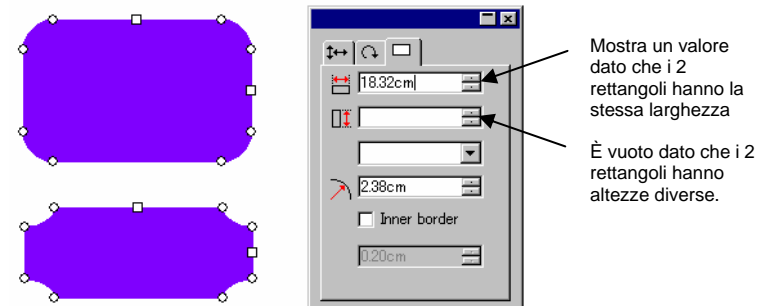 18.32cm
2.38cm
Inner border
0.20cm
Mostra un valore
dato che i 2
rettangoli hanno la
stessa larghezza
È vuoto dato che i 2
rettangoli hanno
altezze diverse.